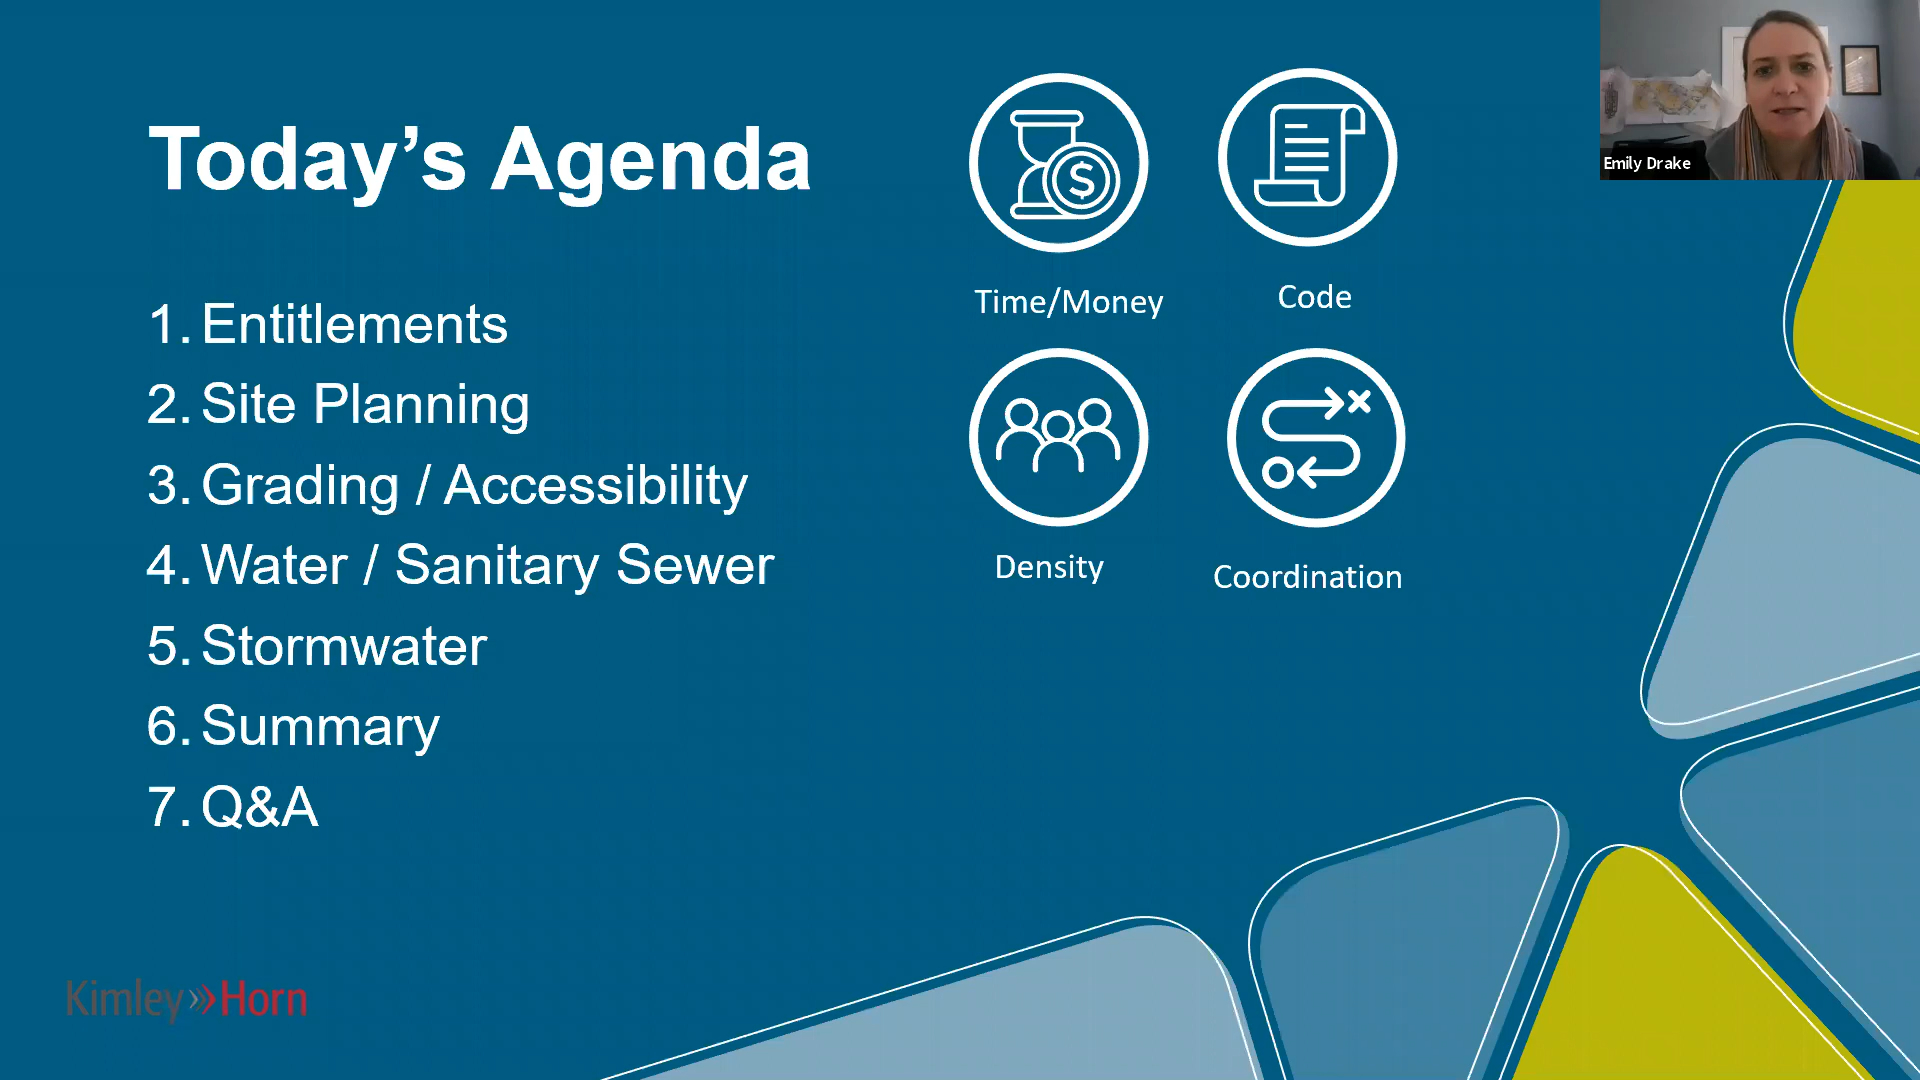 Today’s Agenda
1. Entitlements
2. Site Planning
3. Grading / Accessibility
4. Water / Sanitary Sewer
5. Stormwater
6. Summary
7. Q&A
$
Time/Money
Code
Density
Coordination
Emily Drake
Kimley»Horn